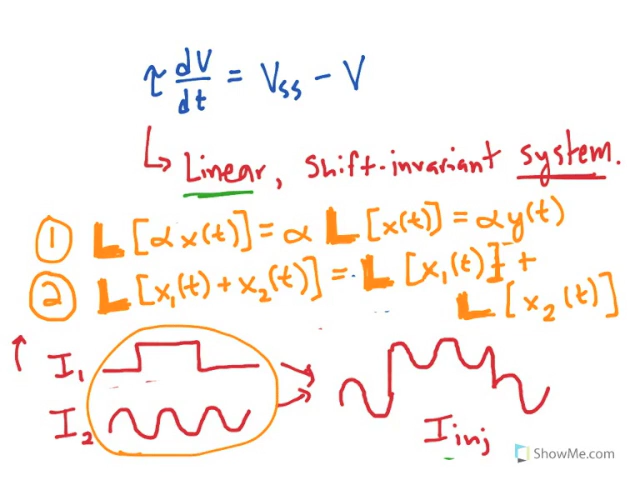 τ dV/dt = Vss − V
↳ Linear, Shift-invariant system.
① L[αx(t)] = α L[x(t)] = αy(t)
② L[x₁(t) + x₂(t)] = L[x₁(t)] +
L[x₂(t)]
↑ I₁
I₂
Iinj
ShowMe.com